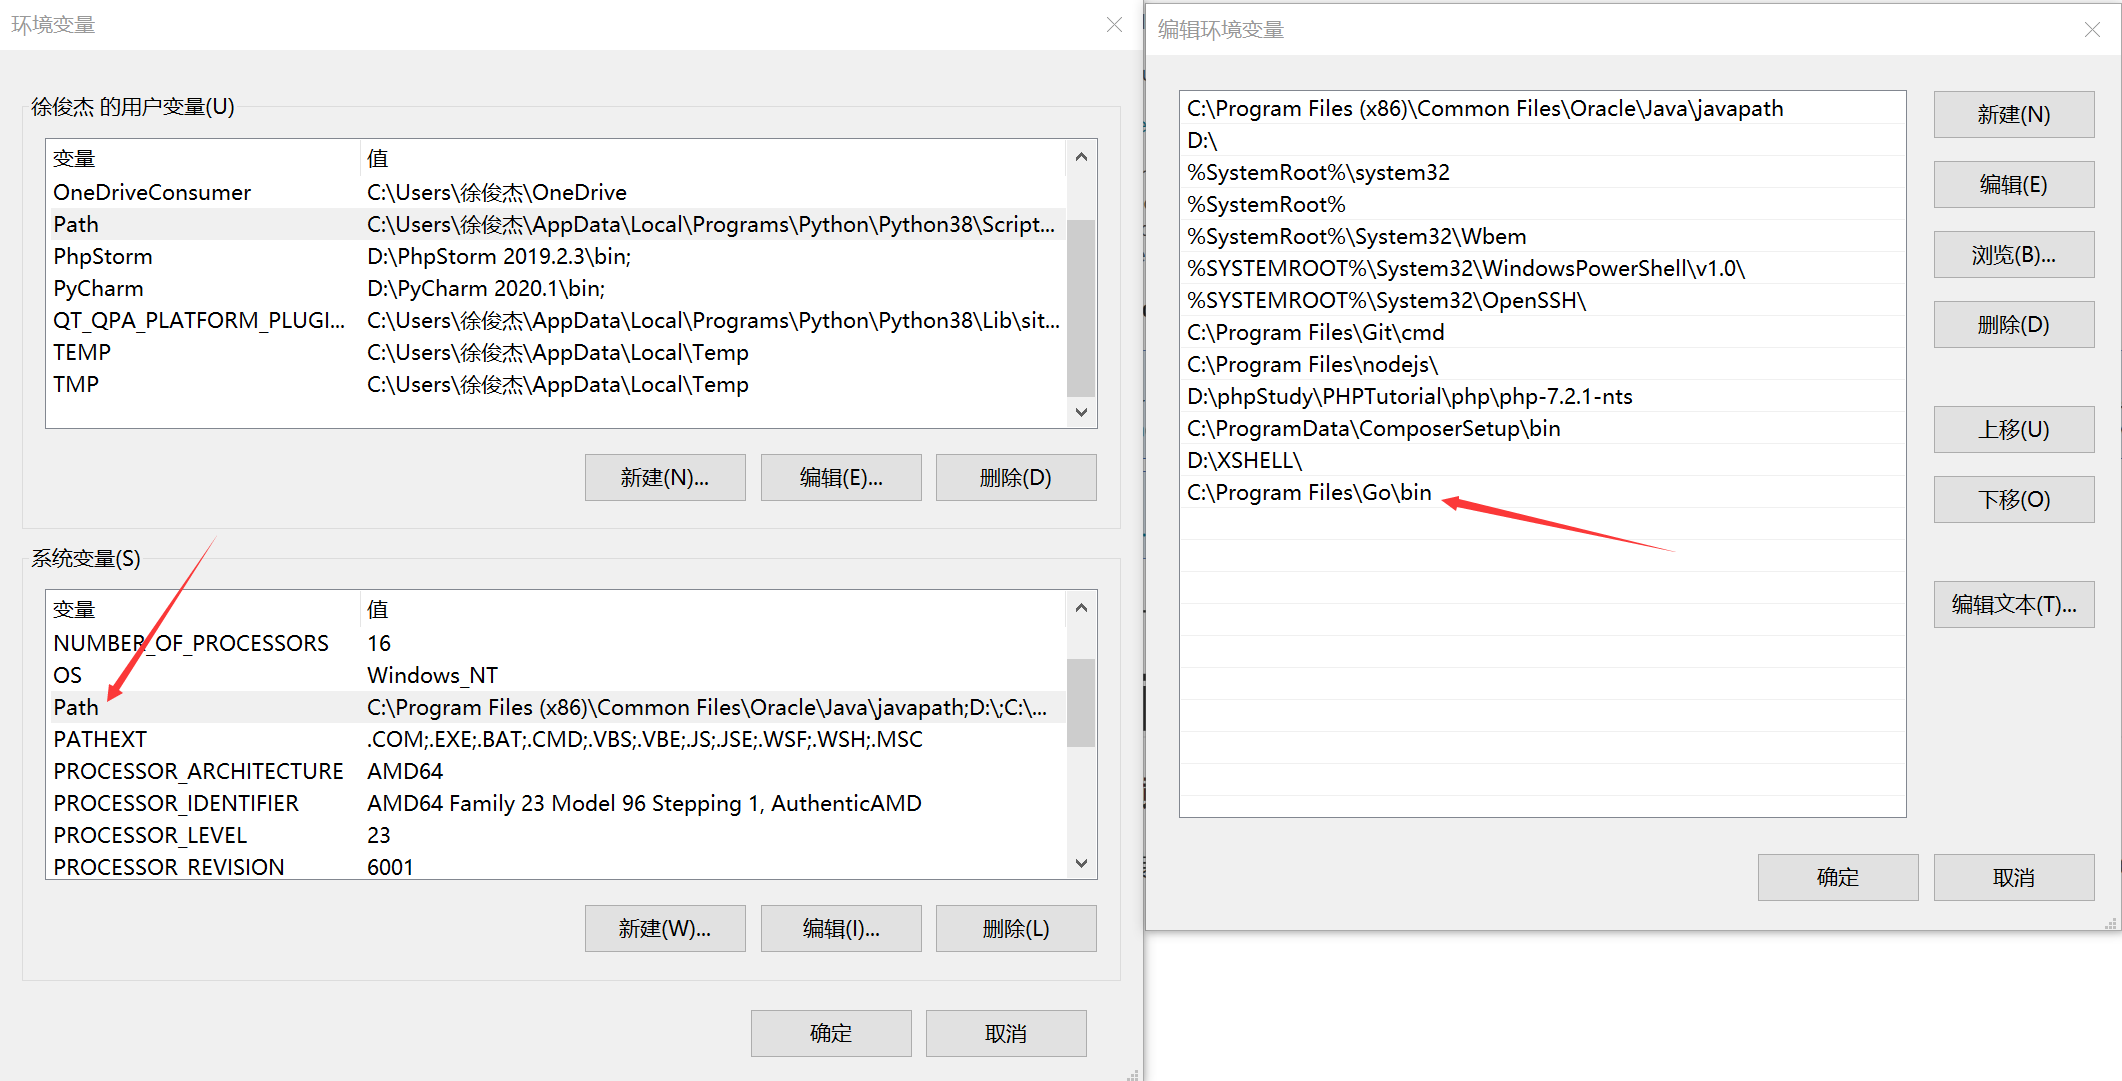 环境变量
徐俊杰 的用户变量(U)
变量 值
OneDriveConsumer C:\Users\徐俊杰\OneDrive
Path C:\Users\徐俊杰\AppData\Local\Programs\Python\Python38\Script...
PhpStorm D:\PhpStorm 2019.2.3\bin;
PyCharm D:\PyCharm 2020.1\bin;
QT_QPA_PLATFORM_PLUGI... C:\Users\徐俊杰\AppData\Local\Programs\Python\Python38\Lib\sit...
TEMP C:\Users\徐俊杰\AppData\Local\Temp
TMP C:\Users\徐俊杰\AppData\Local\Temp
新建(N)... 编辑(E)... 删除(D)
系统变量(S)
变量 值
NUMBER_OF_PROCESSORS 16
OS Windows_NT
Path C:\Program Files (x86)\Common Files\Oracle\Java\javapath;D:\;C:\...
PATHEXT .COM;.EXE;.BAT;.CMD;.VBS;.VBE;.JS;.JSE;.WSF;.WSH;.MSC
PROCESSOR_ARCHITECTURE AMD64
PROCESSOR_IDENTIFIER AMD64 Family 23 Model 96 Stepping 1, AuthenticAMD
PROCESSOR_LEVEL 23
PROCESSOR_REVISION 6001
新建(W)... 编辑(I)... 删除(L)
确定 取消
编辑环境变量
C:\Program Files (x86)\Common Files\Oracle\Java\javapath
D:\
%SystemRoot%\system32
%SystemRoot%
%SystemRoot%\System32\Wbem
%SYSTEMROOT%\System32\WindowsPowerShell\v1.0\
%SYSTEMROOT%\System32\OpenSSH\
C:\Program Files\Git\cmd
C:\Program Files\nodejs\
D:\phpStudy\PHPTutorial\php\php-7.2.1-nts
C:\ProgramData\ComposerSetup\bin
D:\XSHELL\
C:\Program Files\Go\bin
新建(N)
编辑(E)
浏览(B)...
删除(D)
上移(U)
下移(O)
编辑文本(T)...
确定 取消